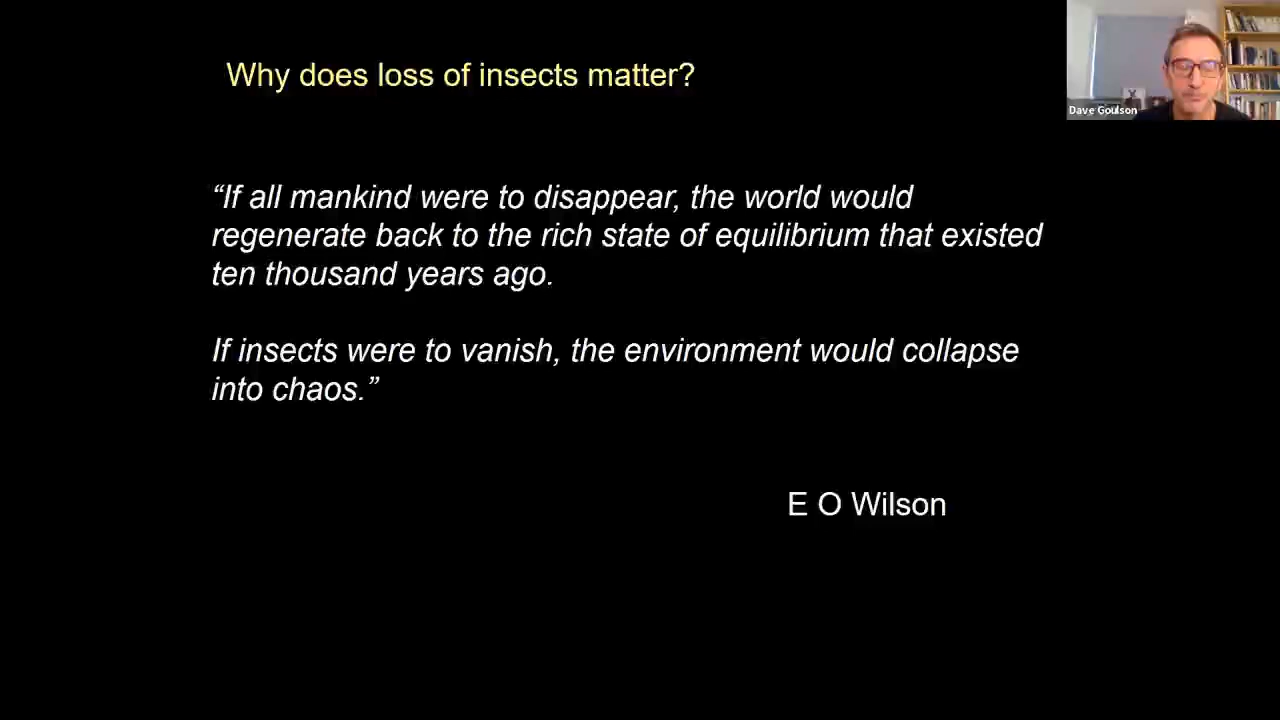 Why does loss of insects matter?
Dave Goulson
“If all mankind were to disappear, the world would
regenerate back to the rich state of equilibrium that existed
ten thousand years ago.
If insects were to vanish, the environment would collapse
into chaos.”
E O Wilson